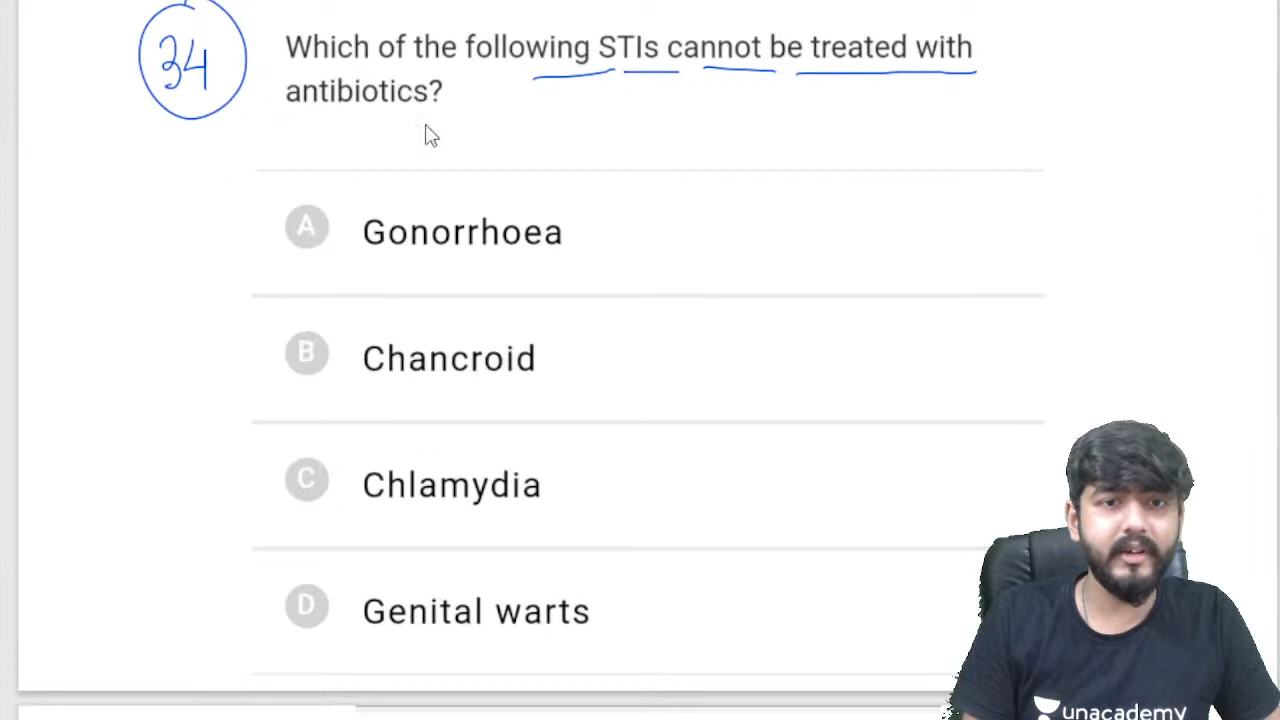 34
Which of the following STIs cannot be treated with
antibiotics?
A Gonorrhoea
B Chancroid
C Chlamydia
D Genital warts
unacademy